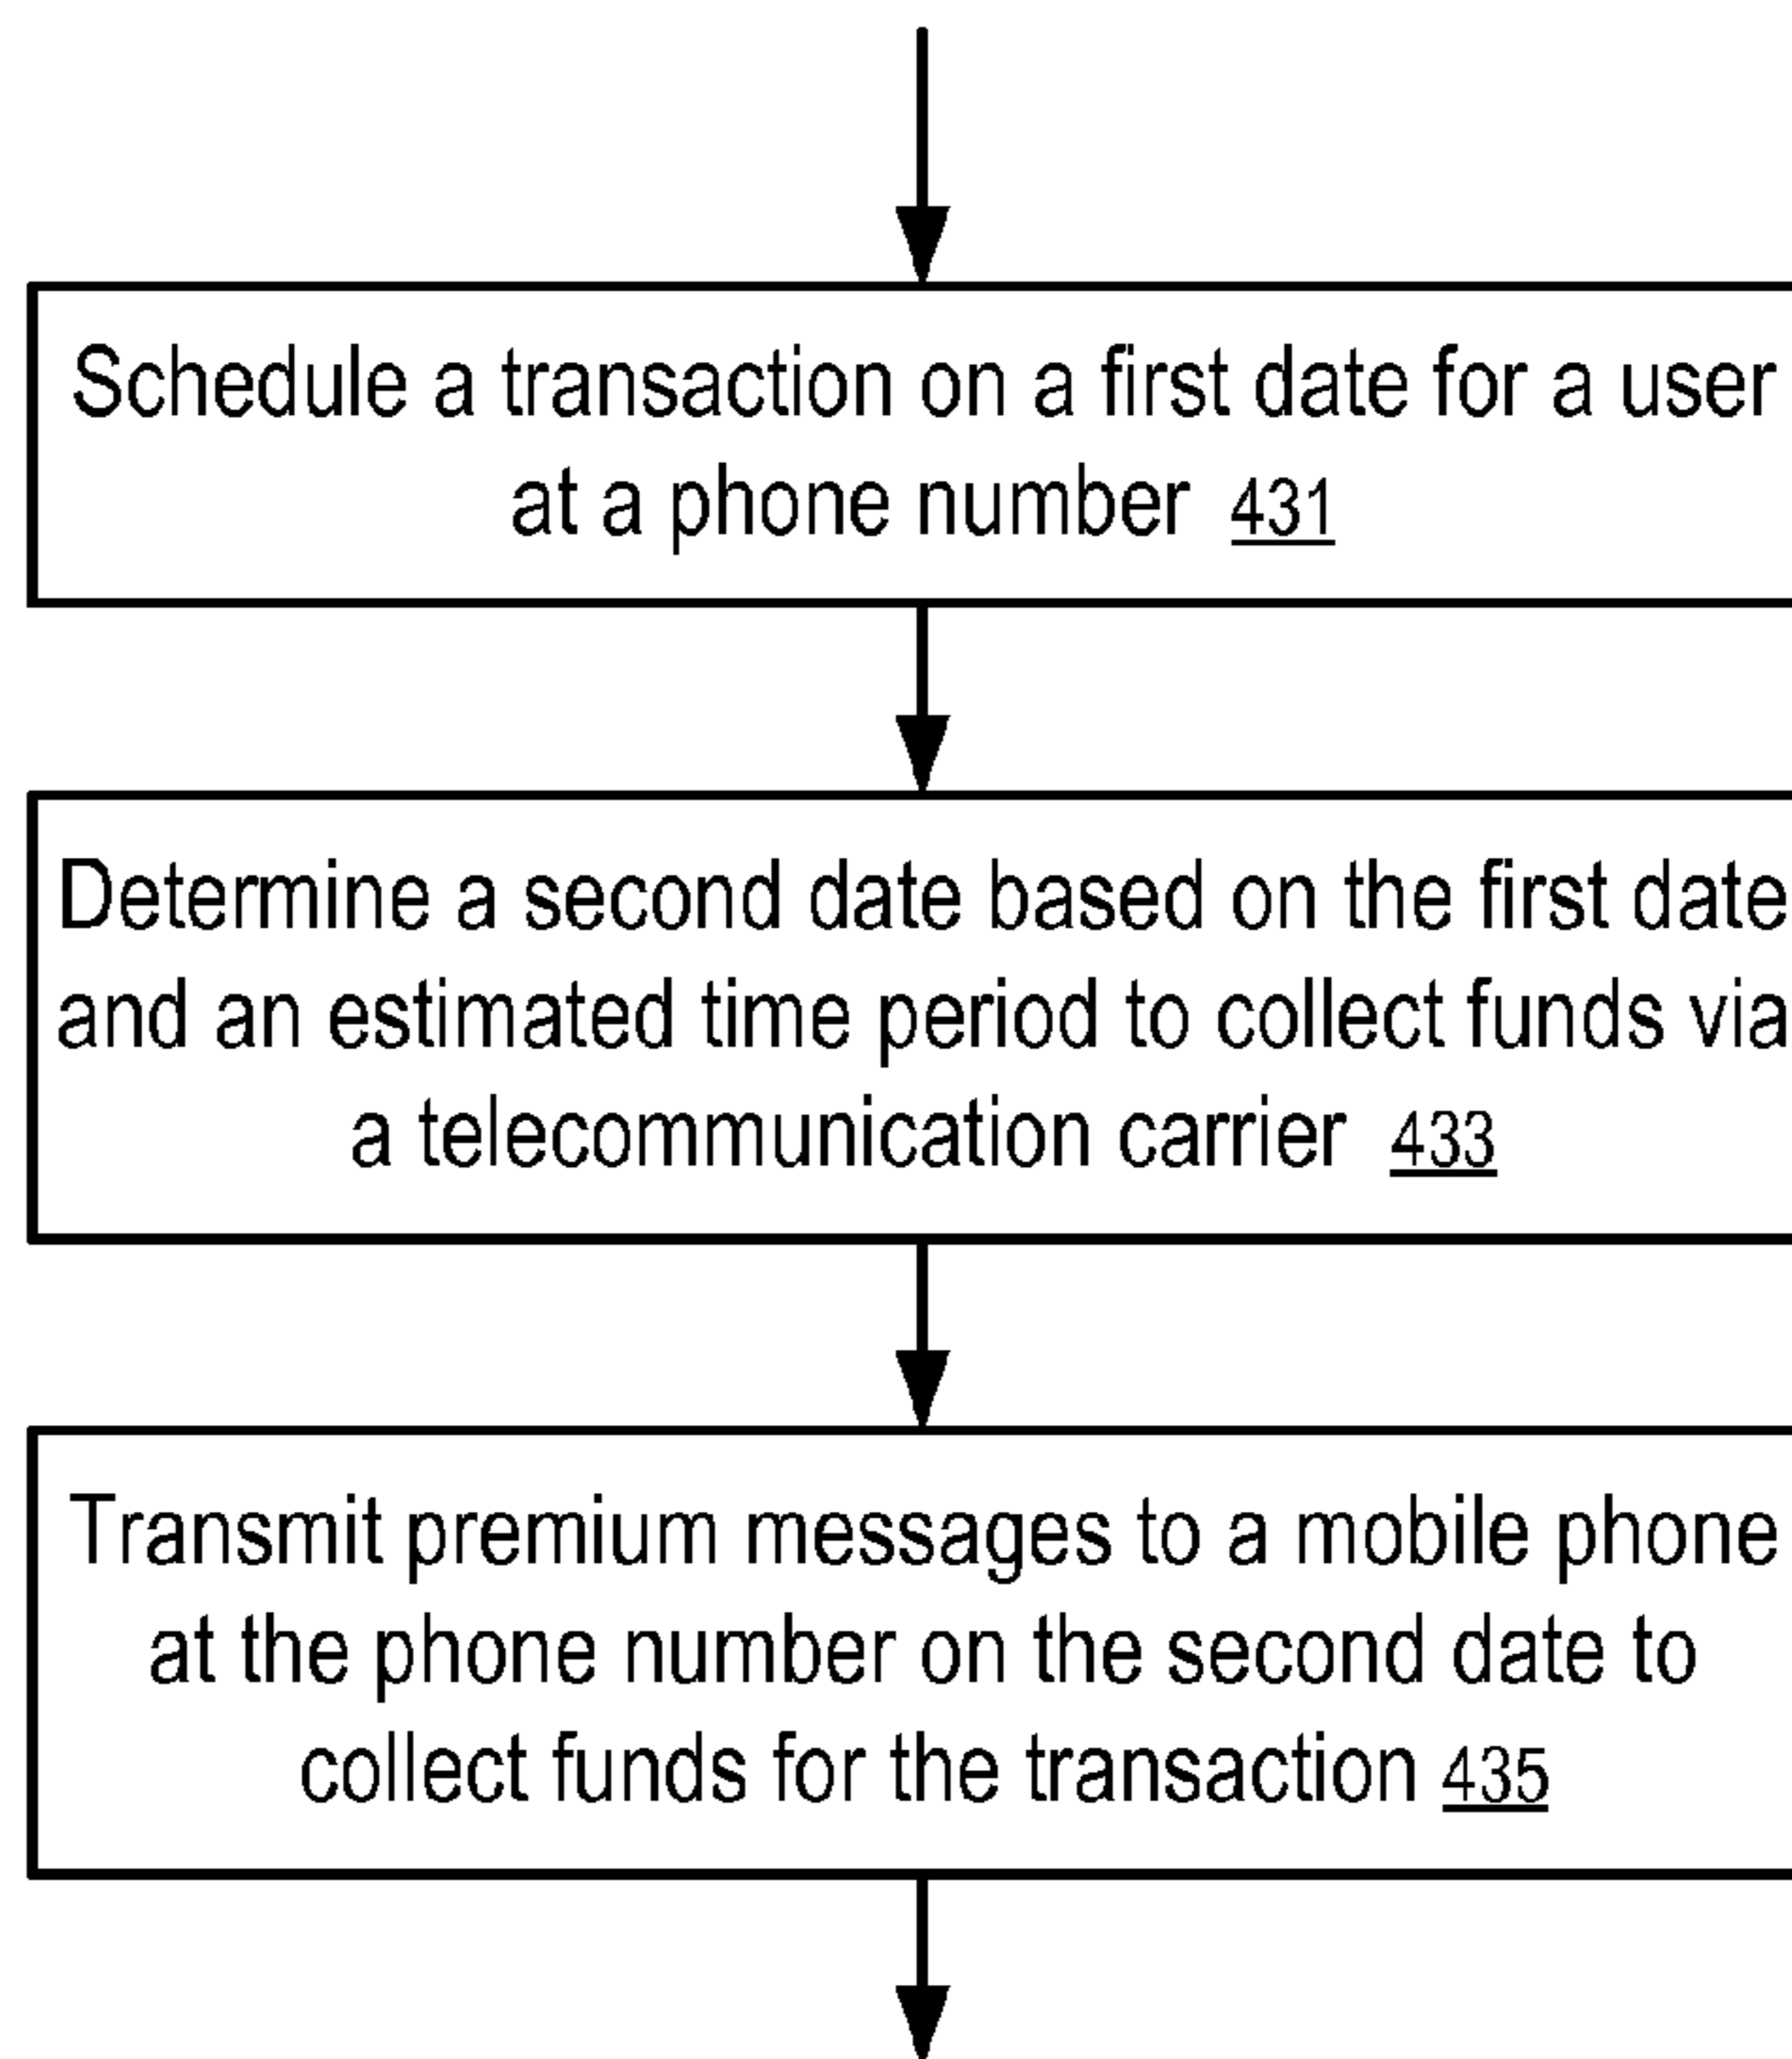 Schedule a transaction on a first date for a user
at a phone number 431
Determine a second date based on the first date
and an estimated time period to collect funds via
a telecommunication carrier 433
Transmit premium messages to a mobile phone
at the phone number on the second date to
collect funds for the transaction 435